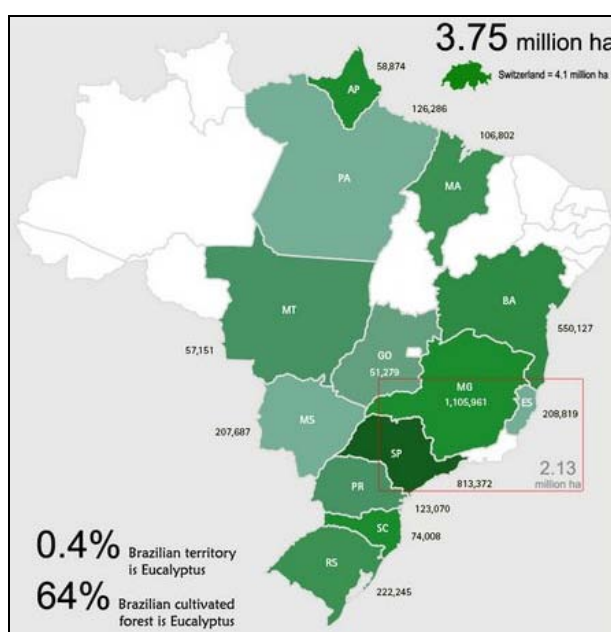 3.75 million ha
Switzerland = 4.1 million ha
58,874
AP
126,286
106,802
PA
MA
MT
BA
57,151
550,127
GO
51,279
MG
1,105,961
ES
208,819
MS
207,687
SP
2.13
million ha
813,372
PR
123,070
SC
74,008
RS
222,245
0.4% Brazilian territory
is Eucalyptus
64% Brazilian cultivated
forest is Eucalyptus